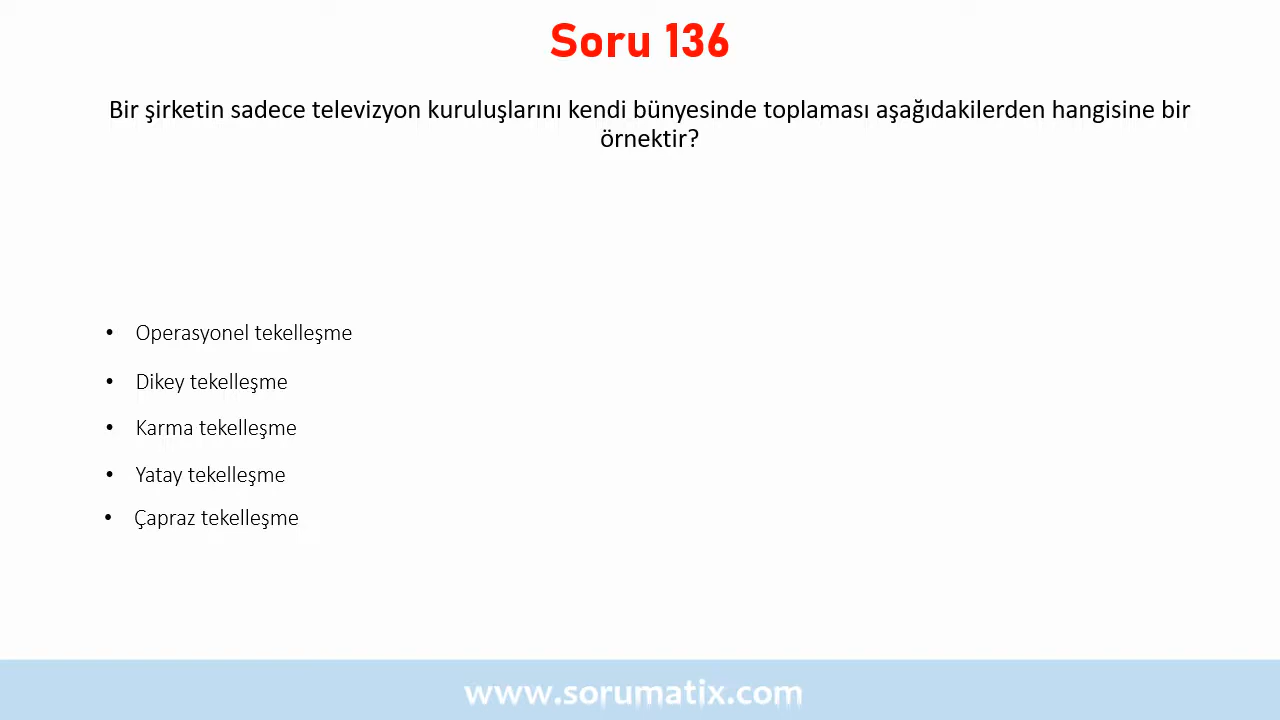 Soru 136
Bir şirketin sadece televizyon kuruluşlarını kendi bünyesinde toplaması aşağıdakilerden hangisine bir
örnektir?
• Operasyonel tekelleşme
• Dikey tekelleşme
• Karma tekelleşme
• Yatay tekelleşme
• Çapraz tekelleşme
www.sorumatix.com